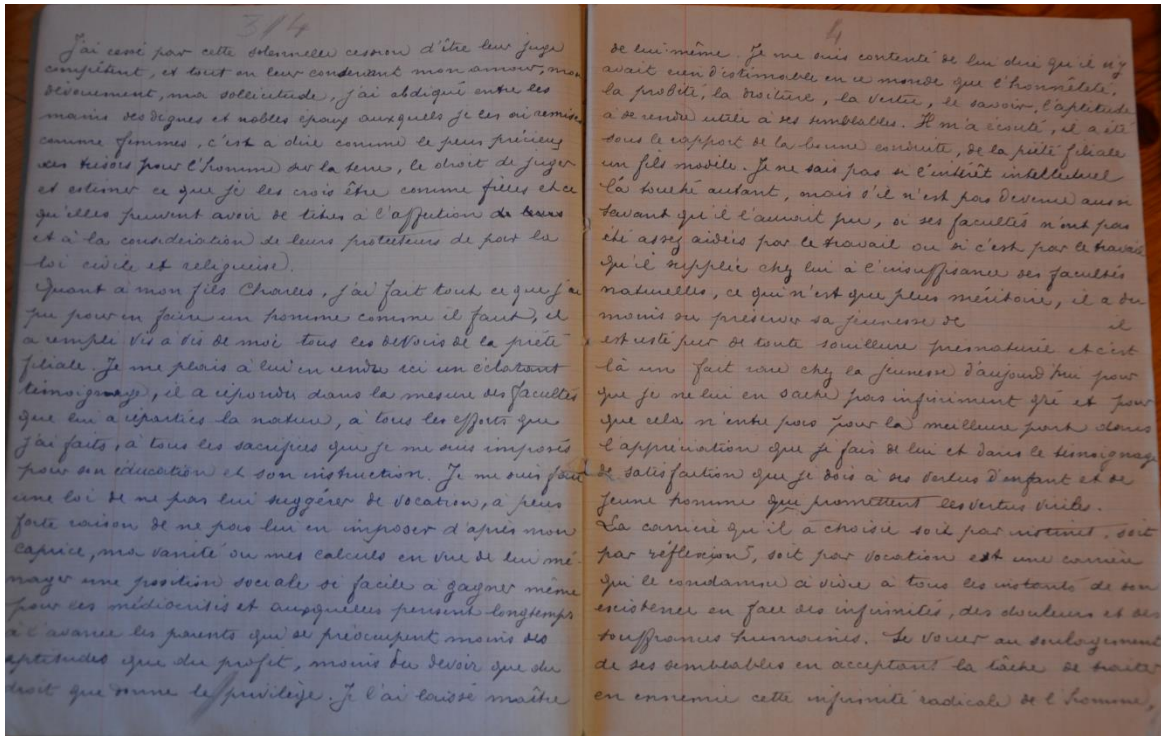 3/4
J'ai cessé par cette solennelle cession d'être leur juge
compétent, et tout en leur conservant mon amour, mon
dévouement, ma sollicitude, j'ai abdiqué entre les
mains des dignes et nobles époux auxquels je les ai remises
comme femmes, c'est a dire comme le plus précieux
des trésors pour l'homme sur la terre, le droit de juger
et estimer ce que je les crois être comme filles et ce
qu'elles peuvent avoir de titres à l'affection de leurs
et à la considération de leurs protecteurs de par la
loi civile et religieuse.
Quant à mon fils Charles, j'ai fait tout ce que j'ai
pu pour en faire un homme comme il faut, il
a rempli vis à vis de moi tous les devoirs de la piété
filiale. Je me plais à lui en rendre ici un éclatant
témoignage, il a répondu dans la mesure des facultés
que lui a réparties la nature, à tous les efforts que
j'ai faits, à tous les sacrifices que je me suis imposés
pour son éducation et son instruction. Je me suis fait
une loi de ne pas lui suggérer de vocation, a plus
forte raison de ne pas lui en imposer d'après mon
caprice, ma vanité ou mes calculs en vue de lui mé-
nager une position sociale si facile à gagner même
pour les médiocrités et auxquelles pensent longtemps
à l'avance les parents qui se préoccupent moins des
aptitudes que du profit, moins du devoir que du
droit que donne le privilège. Je l'ai laissé maître
4
de lui-même. Je me suis contenté de lui dire qu'il n'y
avait rien d'estimable en ce monde que l'honnêteté,
la probité, la droiture, la vertu, le savoir, l'aptitude
à se rendre utile à ses semblables. Il m'a écouté, il a été
sous le rapport de la bonne conduite, de la piété filiale
un fils modèle. Je ne sais pas si l'intérêt intellectuel
l'a touché autant, mais s'il n'est pas devenu aussi
savant qu'il l'aurait pu, si ses facultés n'ont pas
été assez aidées par le travail ou si c'est par le travail
qu'il supplée chez lui à l'insuffisance des facultés
naturelles, ce qui n'est que plus méritoire, il a du
moins su préserver sa jeunesse de il
est resté pur de toute souillure prématurée et c'est
là un fait rare chez la jeunesse d'aujourd'hui pour
que je ne lui en sache pas infiniment gré et pour
que cela n'entre pas pour la meilleure part dans
l'appréciation que je fais de lui et dans le témoignage
de satisfaction que je dois à ses vertus d'enfant et de
jeune homme qui promettent les vertus viriles.
La carrière qu'il a choisie soit par instinct, soit
par réflexion, soit par vocation est une carrière
qui le condamne à vivre à tous les instants de son
existence en face des infirmités, des douleurs et des
souffrances humaines. Se vouer au soulagement
de ses semblables en acceptant la tâche de traiter
en ennemie cette infirmité radicale de l'homme,